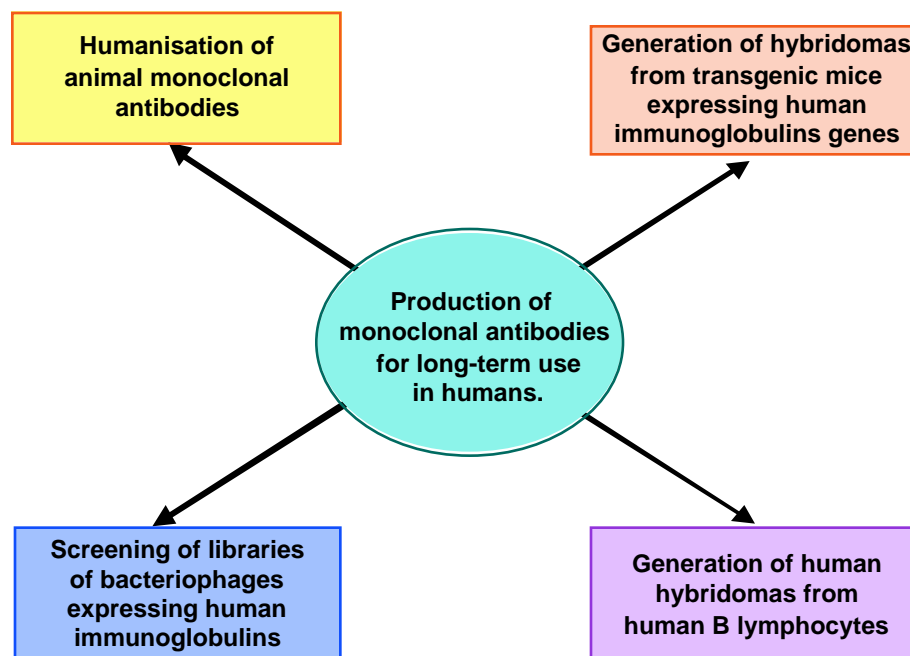 Humanisation of
animal monoclonal
antibodies
Generation of hybridomas
from transgenic mice
expressing human
immunoglobulins genes
Production of
monoclonal antibodies
for long-term use
in humans.
Screening of libraries
of bacteriophages
expressing human
immunoglobulins
Generation of human
hybridomas from
human B lymphocytes